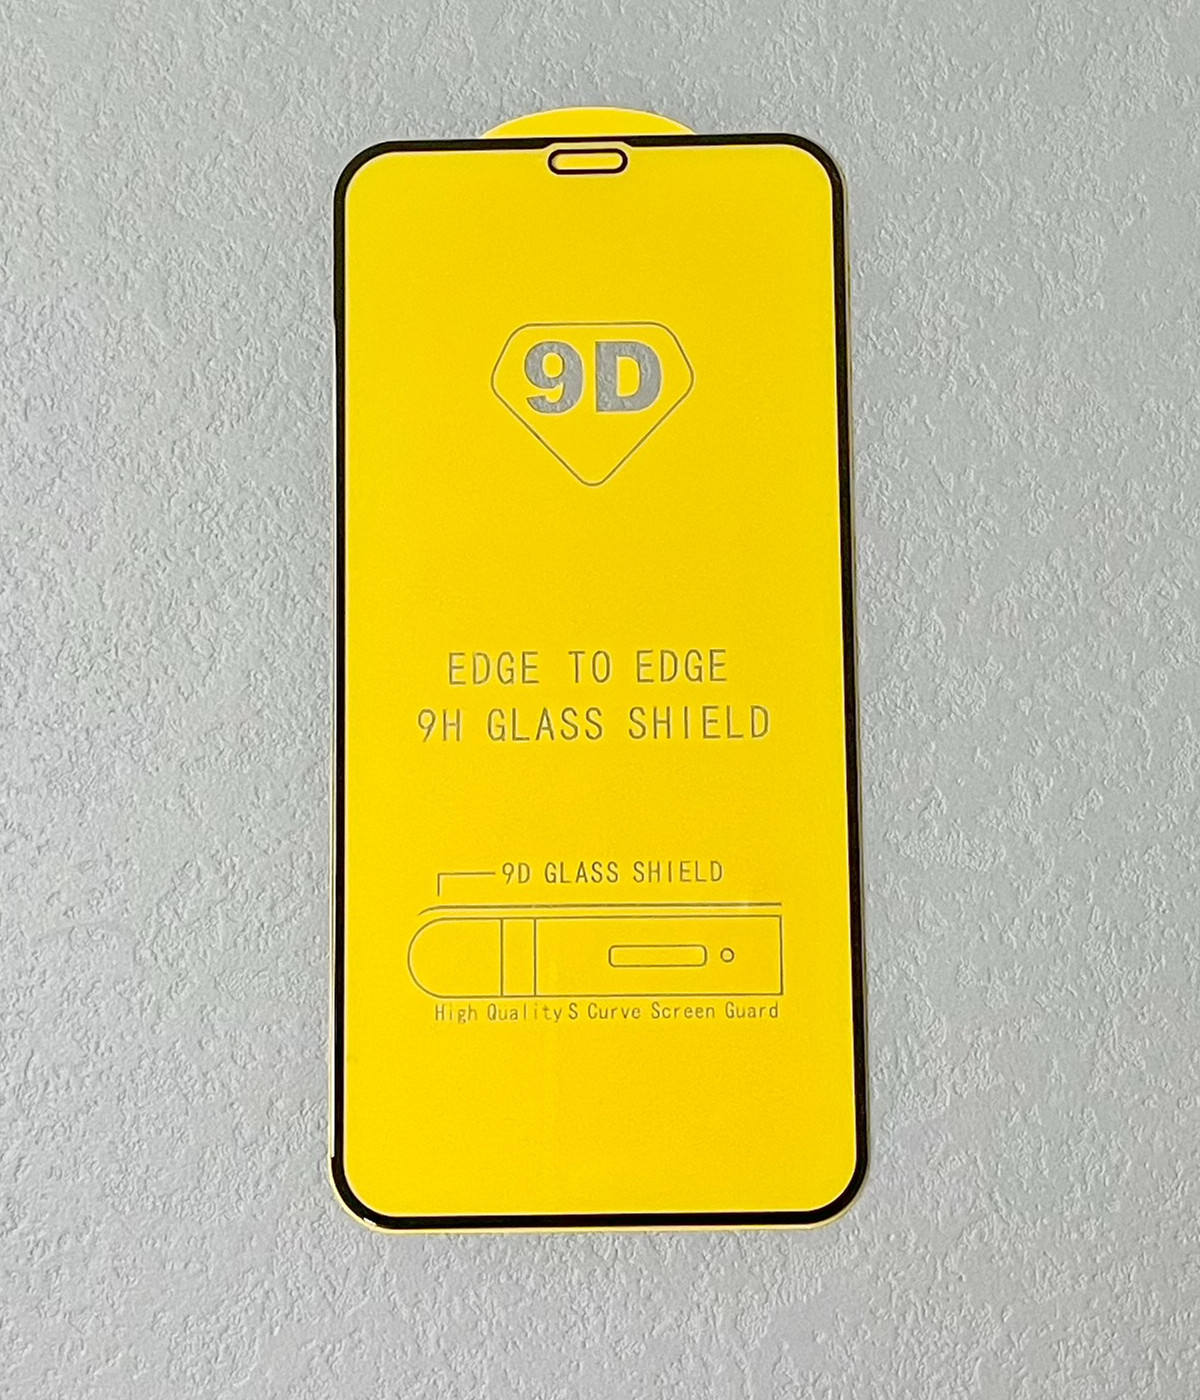 9D
EDGE TO EDGE
9H GLASS SHIELD
9D GLASS SHIELD
High Quality S Curve Screen Guard